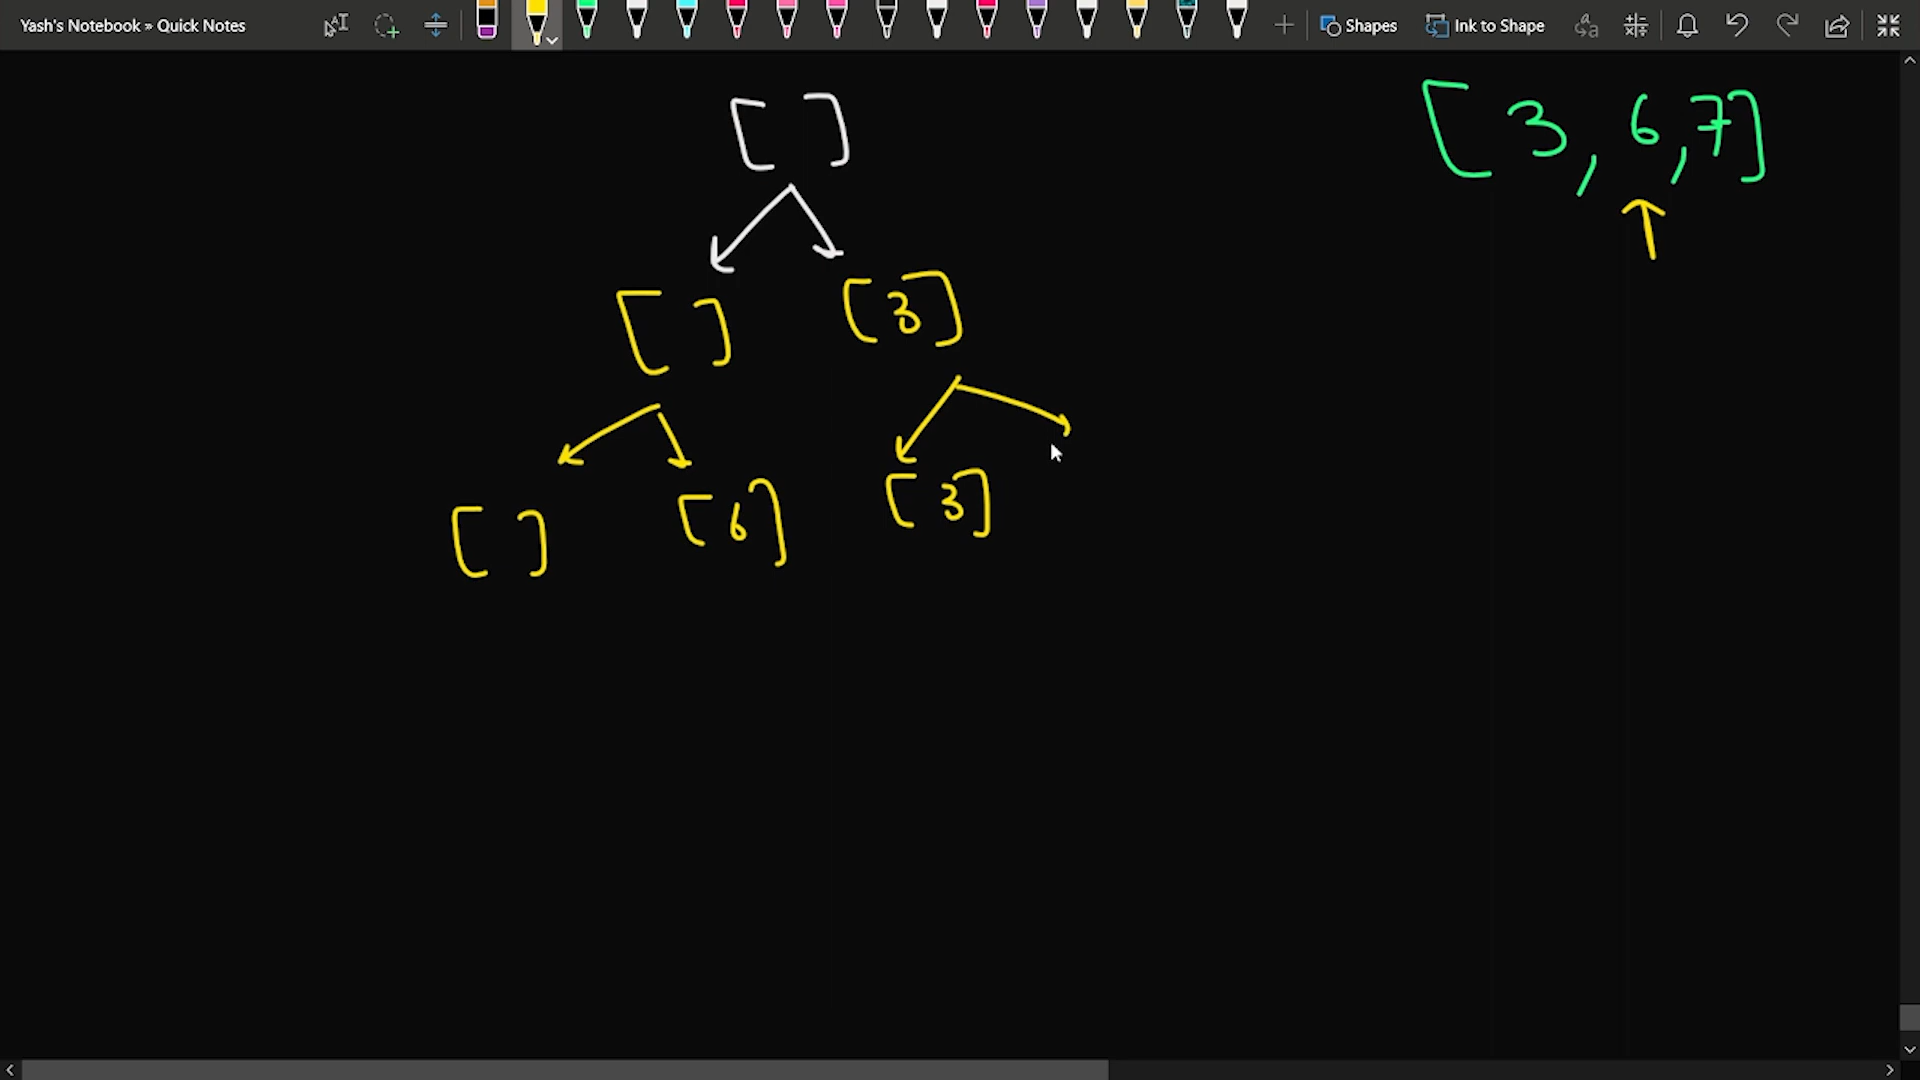 Yash's Notebook » Quick Notes
Shapes
Ink to Shape
[ ]
[ 3, 6, 7]
[ ] [3]
[ ] [6] [3]